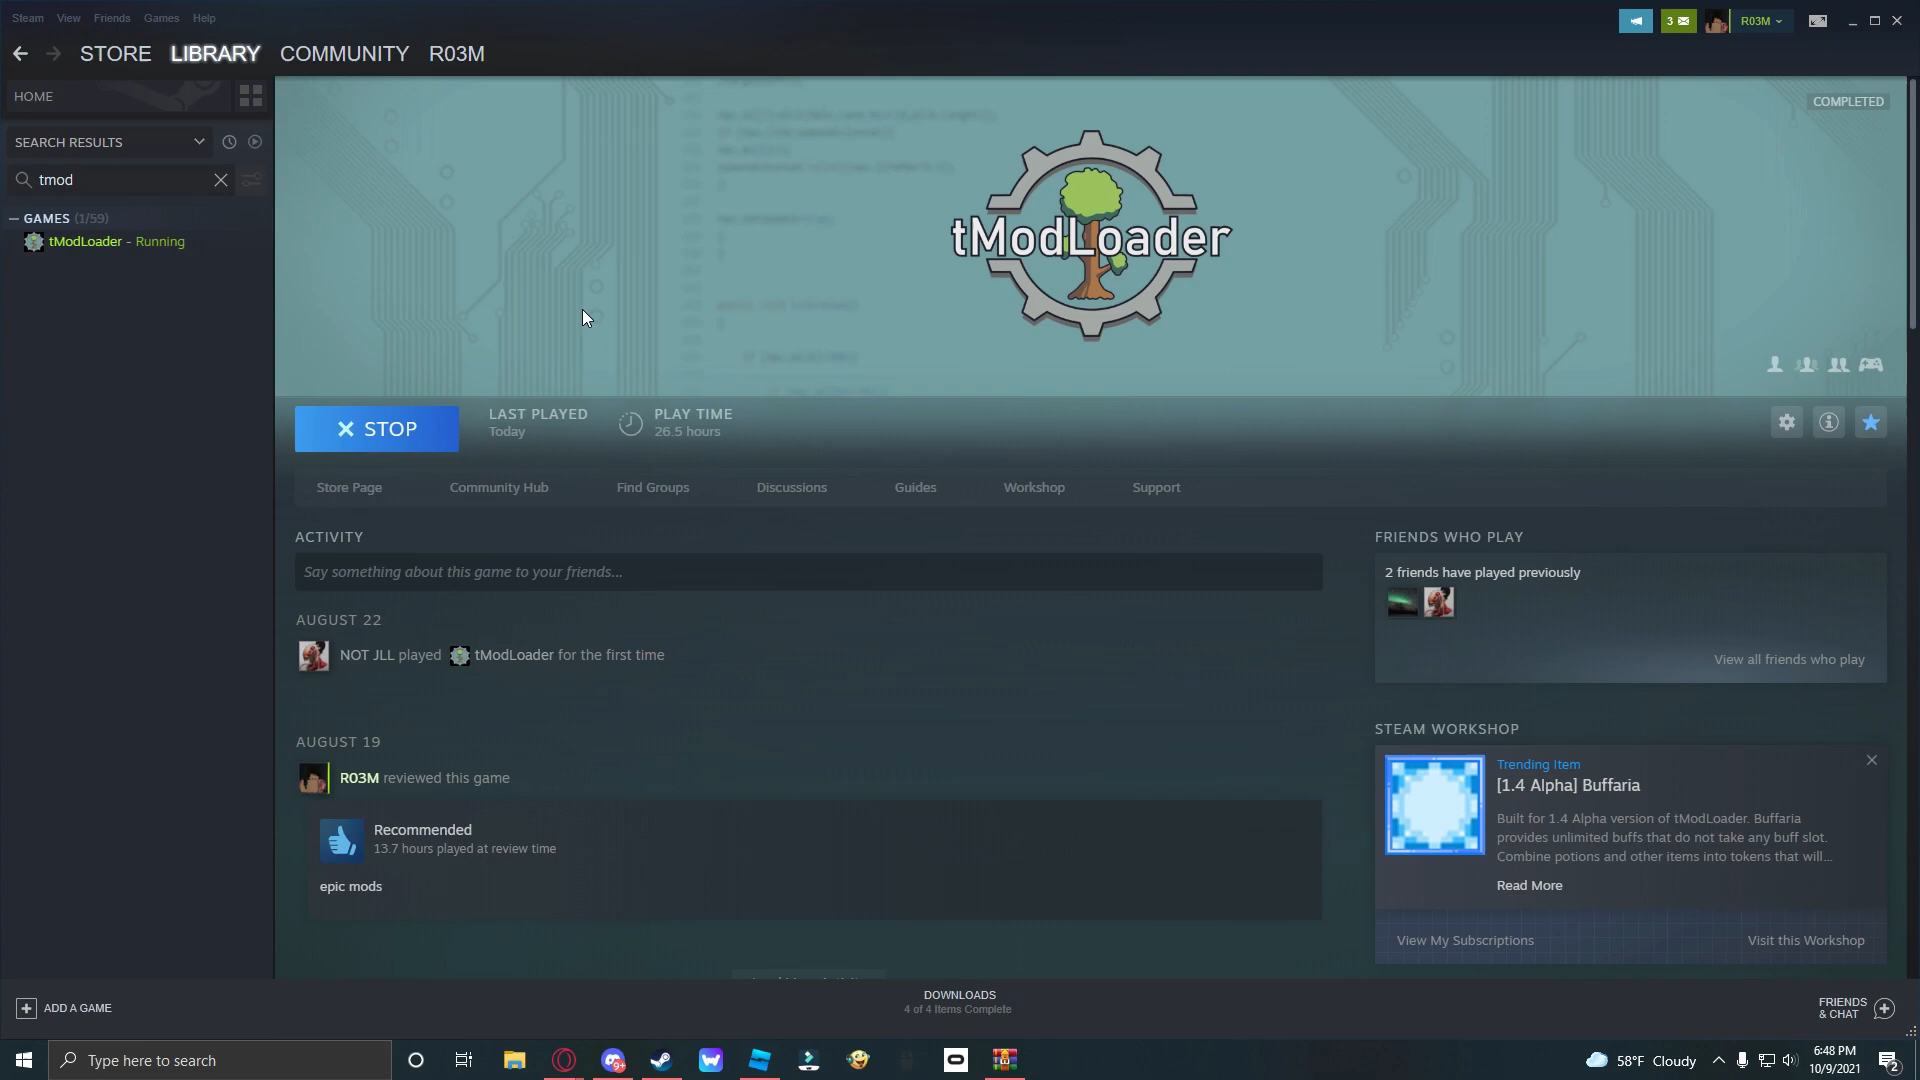 Steam View Friends Games Help
3 R03M
STORE LIBRARY COMMUNITY R03M
HOME
COMPLETED
SEARCH RESULTS
tmod
GAMES (1/59)
tModLoader - Running
tModLoader
STOP
LAST PLAYED
Today
PLAY TIME
26.5 hours
Store Page Community Hub Find Groups Discussions Guides Workshop Support
ACTIVITY
Say something about this game to your friends...
AUGUST 22
NOT JLL played tModLoader for the first time
AUGUST 19
R03M reviewed this game
Recommended
13.7 hours played at review time
epic mods
FRIENDS WHO PLAY
2 friends have played previously
View all friends who play
STEAM WORKSHOP
Trending Item
[1.4 Alpha] Buffaria
Built for 1.4 Alpha version of tModLoader. Buffaria
provides unlimited buffs that do not take any buff slot.
Combine potions and other items into tokens that will...
Read More
View My Subscriptions Visit this Workshop
ADD A GAME
DOWNLOADS
4 of 4 Items Complete
FRIENDS
& CHAT
Type here to search
9+
58°F Cloudy
6:48 PM
10/9/2021
2